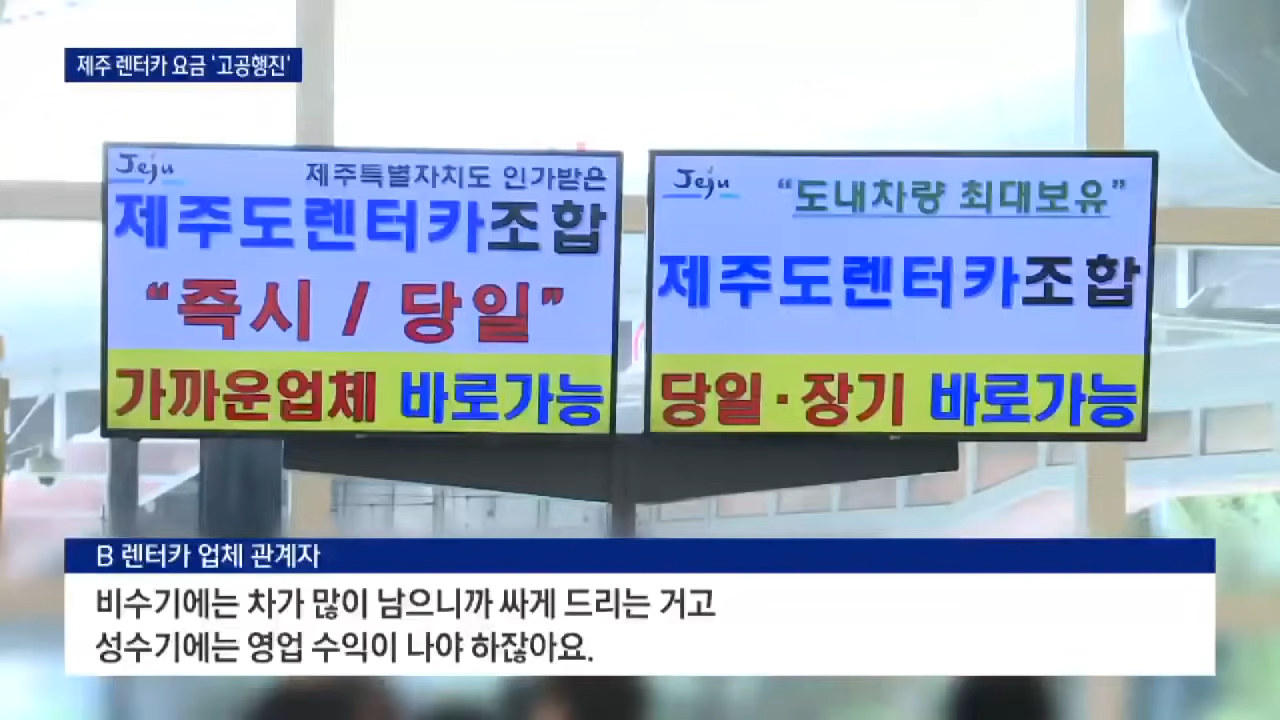 제주 렌터카 요금 '고공행진'
Jeju
제주특별자치도 인가받은
제주도렌터카조합
“즉시 / 당일”
가까운업체 바로가능
Jeju
“도내차량 최대보유”
제주도렌터카조합
당일·장기 바로가능
B 렌터카 업체 관계자
비수기에는 차가 많이 남으니까 싸게 드리는 거고
성수기에는 영업 수익이 나야 하잖아요.